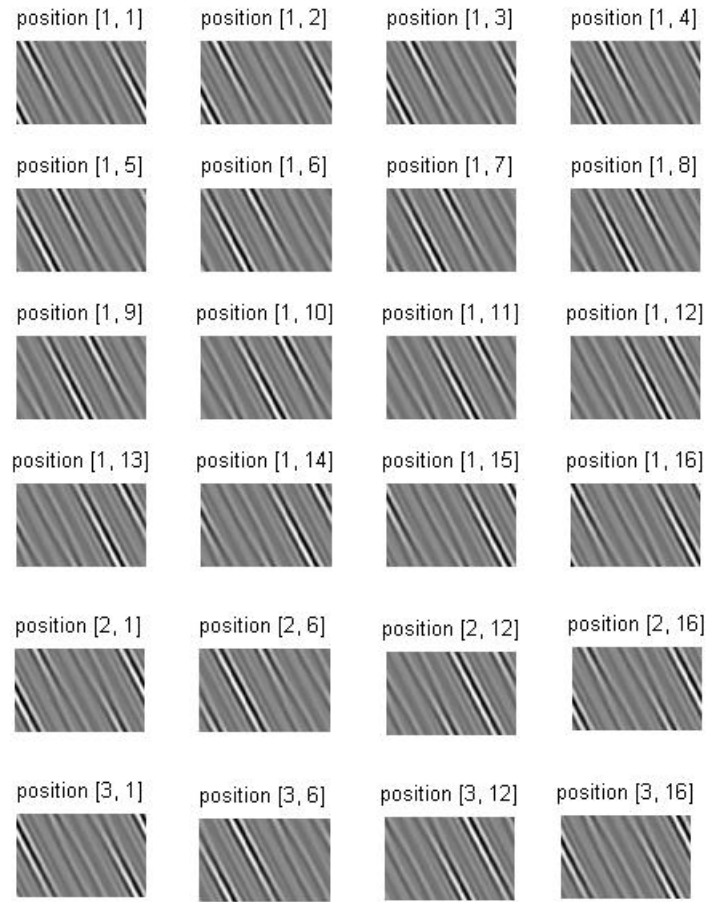 position [1, 1]
position [1, 2]
position [1, 3]
position [1, 4]
position [1, 5]
position [1, 6]
position [1, 7]
position [1, 8]
position [1, 9]
position [1, 10]
position [1, 11]
position [1, 12]
position [1, 13]
position [1, 14]
position [1, 15]
position [1, 16]
position [2, 1]
position [2, 6]
position [2, 12]
position [2, 16]
position [3, 1]
position [3, 6]
position [3, 12]
position [3, 16]